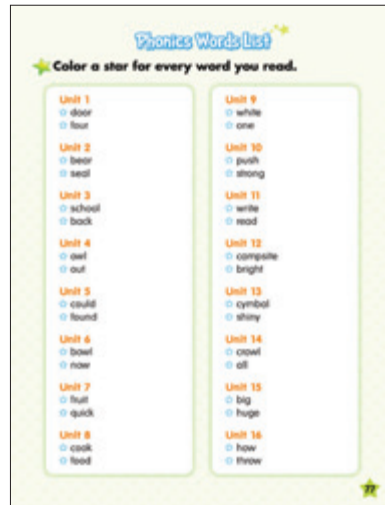 Phonics Words List
Color a star for every word you read.
Unit 1
door
four
Unit 2
bear
seal
Unit 3
school
back
Unit 4
owl
out
Unit 5
could
found
Unit 6
bowl
now
Unit 7
fruit
quick
Unit 8
cook
food
Unit 9
white
one
Unit 10
push
strong
Unit 11
write
read
Unit 12
campsite
bright
Unit 13
cymbal
shiny
Unit 14
crawl
all
Unit 15
big
huge
Unit 16
how
throw
77